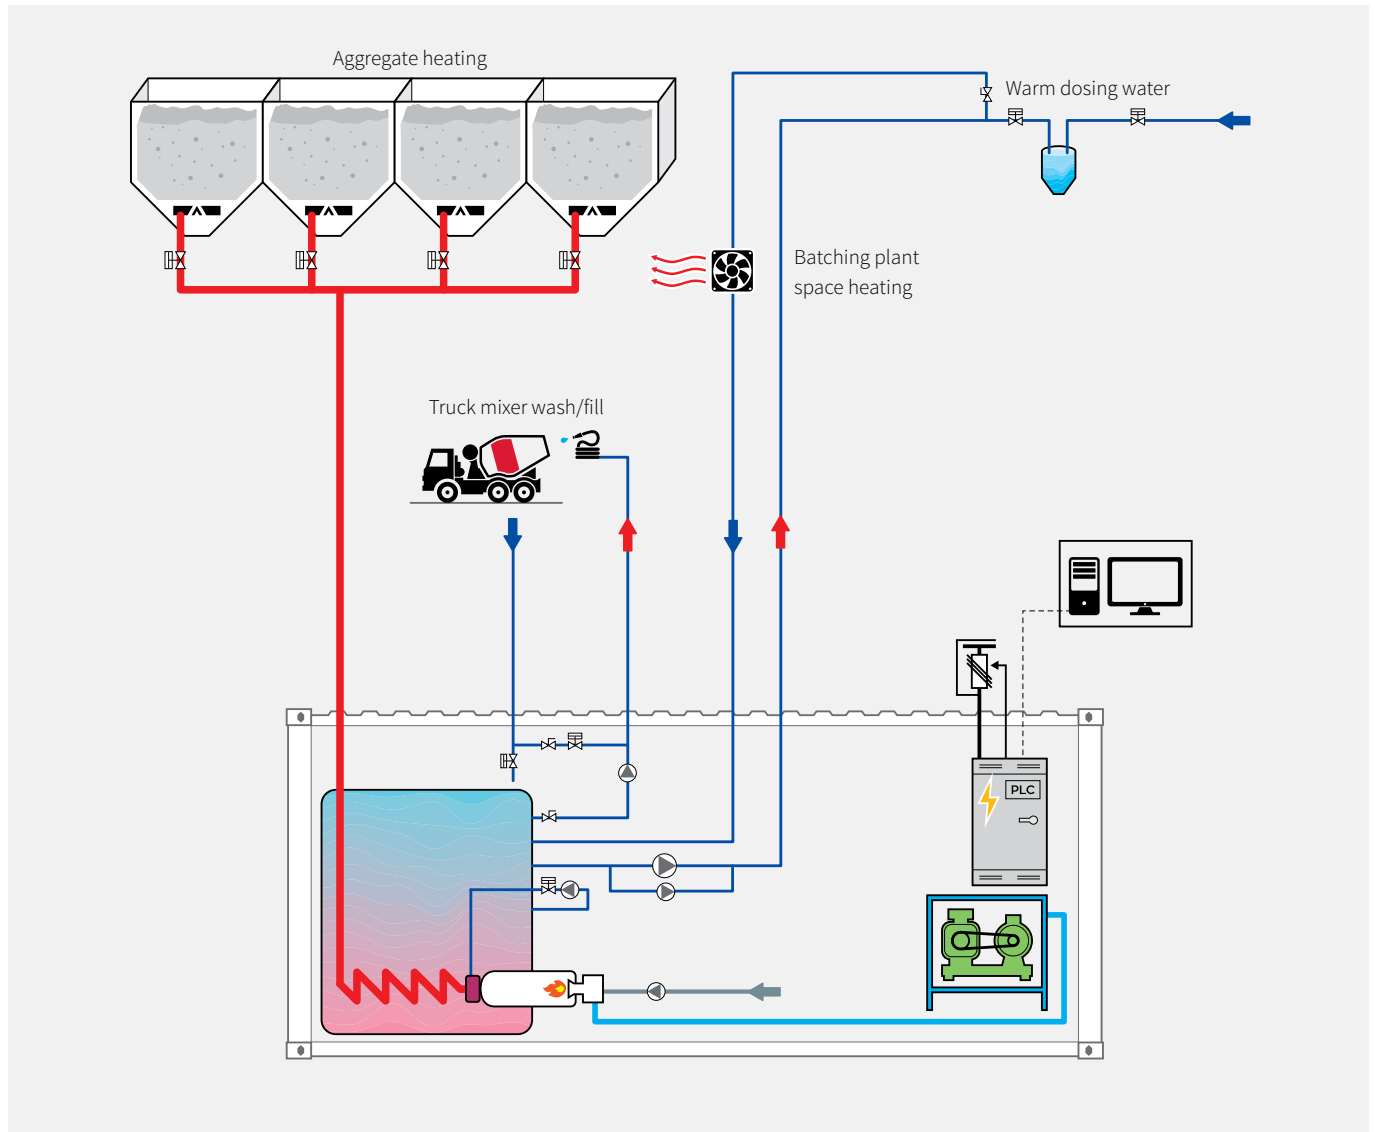 Aggregate heating
Warm dosing water
Batching plant
space heating
Truck mixer wash/fill
PLC